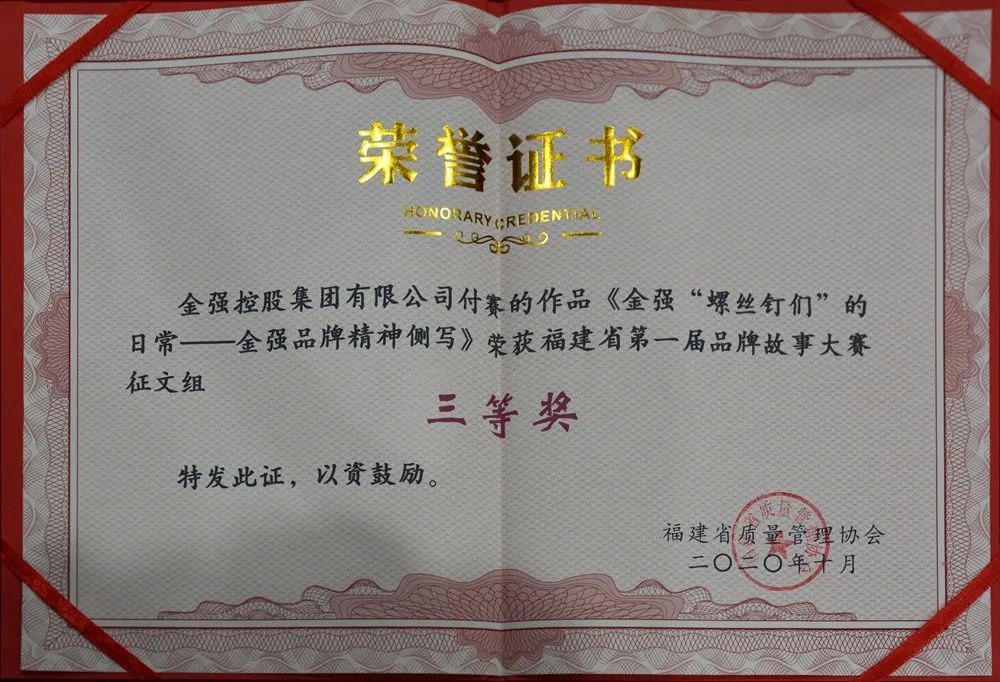 荣誉证书
HONORARY CREDENTIAL
金强控股集团有限公司付赛的作品《金强“螺丝钉们”的
日常——金强品牌精神侧写》荣获福建省第一届品牌故事大赛
征文组
三等奖
特发此证，以资鼓励。
福建省质量管理协会
二〇二〇年十月